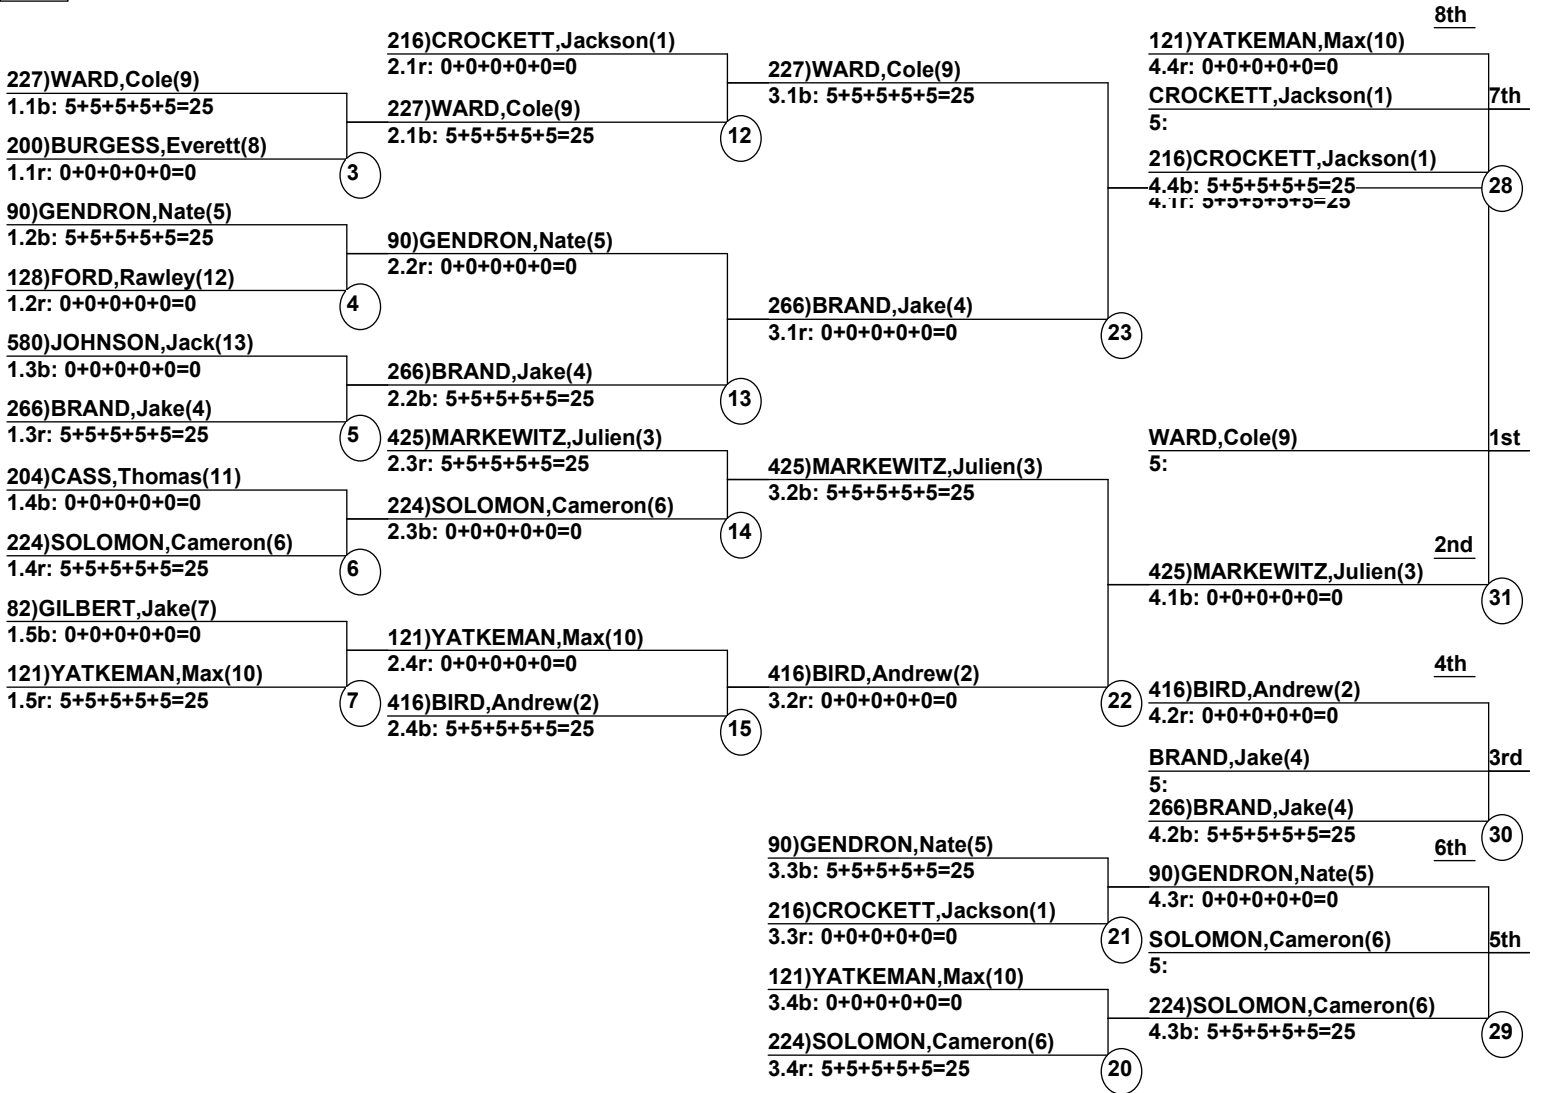 227)WARD,Cole(9)
1.1b: 5+5+5+5+5=25
200)BURGESS,Everett(8)
1.1r: 0+0+0+0+0=0
3
90)GENDRON,Nate(5)
1.2b: 5+5+5+5+5=25
128)FORD,Rawley(12)
1.2r: 0+0+0+0+0=0
4
580)JOHNSON,Jack(13)
1.3b: 0+0+0+0+0=0
266)BRAND,Jake(4)
1.3r: 5+5+5+5+5=25
5
204)CASS,Thomas(11)
1.4b: 0+0+0+0+0=0
224)SOLOMON,Cameron(6)
1.4r: 5+5+5+5+5=25
6
82)GILBERT,Jake(7)
1.5b: 0+0+0+0+0=0
121)YATKEMAN,Max(10)
1.5r: 5+5+5+5+5=25
7
216)CROCKETT,Jackson(1)
2.1r: 0+0+0+0+0=0
227)WARD,Cole(9)
2.1b: 5+5+5+5+5=25
12
90)GENDRON,Nate(5)
2.2r: 0+0+0+0+0=0
266)BRAND,Jake(4)
2.2b: 5+5+5+5+5=25
13
425)MARKEWITZ,Julien(3)
2.3r: 5+5+5+5+5=25
224)SOLOMON,Cameron(6)
2.3b: 0+0+0+0+0=0
14
121)YATKEMAN,Max(10)
2.4r: 0+0+0+0+0=0
416)BIRD,Andrew(2)
2.4b: 5+5+5+5+5=25
15
227)WARD,Cole(9)
3.1b: 5+5+5+5+5=25
266)BRAND,Jake(4)
3.1r: 0+0+0+0+0=0
23
425)MARKEWITZ,Julien(3)
3.2b: 5+5+5+5+5=25
416)BIRD,Andrew(2)
3.2r: 0+0+0+0+0=0
22
90)GENDRON,Nate(5)
3.3b: 5+5+5+5+5=25
216)CROCKETT,Jackson(1)
3.3r: 0+0+0+0+0=0
21
121)YATKEMAN,Max(10)
3.4b: 0+0+0+0+0=0
224)SOLOMON,Cameron(6)
3.4r: 5+5+5+5+5=25
20
8th
121)YATKEMAN,Max(10)
4.4r: 0+0+0+0+0=0
CROCKETT,Jackson(1) 7th
5:
216)CROCKETT,Jackson(1)
4.4b: 5+5+5+5+5=25
28
4.1r: 5+5+5+5+5=25
WARD,Cole(9) 1st
5:
2nd
425)MARKEWITZ,Julien(3)
4.1b: 0+0+0+0+0=0
31
4th
416)BIRD,Andrew(2)
4.2r: 0+0+0+0+0=0
BRAND,Jake(4) 3rd
5:
266)BRAND,Jake(4)
4.2b: 5+5+5+5+5=25
30
6th
90)GENDRON,Nate(5)
4.3r: 0+0+0+0+0=0
SOLOMON,Cameron(6) 5th
5:
224)SOLOMON,Cameron(6)
4.3b: 5+5+5+5+5=25
29